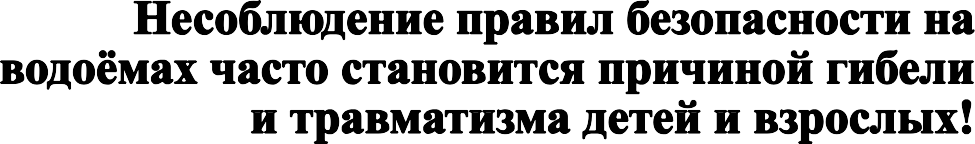 Несоблюдение правил безопасности на
водоёмах часто становится причиной гибели
и травматизма детей и взрослых!